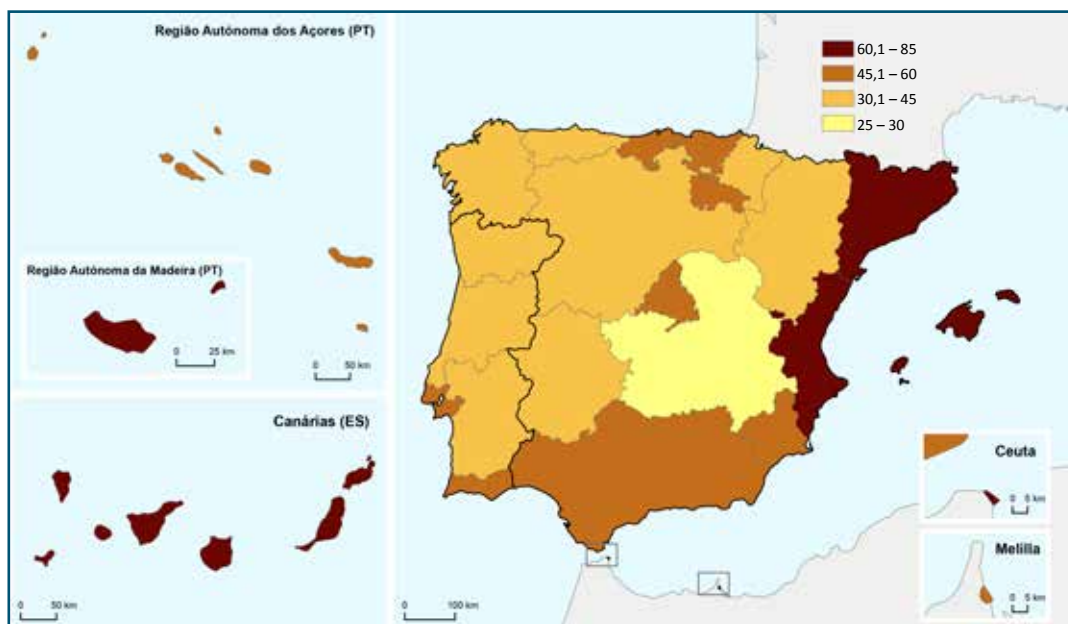 Região Autónoma dos Açores (PT)
60,1 – 85
45,1 – 60
30,1 – 45
25 – 30
Região Autónoma da Madeira (PT)
0 25 km
0 50 km
Canárias (ES)
0 50 km
0 100 km
Ceuta
0 5 km
Melilla
0 5 km